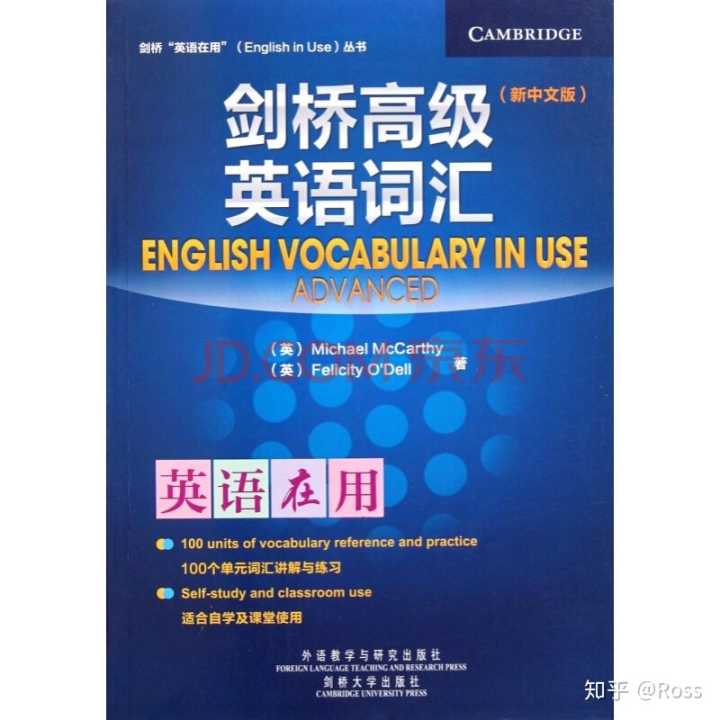 剑桥“英语在用”（English in Use）丛书
CAMBRIDGE
剑桥高级
（新中文版）
英语词汇
ENGLISH VOCABULARY IN USE
ADVANCED
（英）Michael McCarthy
（英）Felicity O'Dell
著
JD.COM 京东
英语在用
100 units of vocabulary reference and practice
100个单元词汇讲解与练习
Self-study and classroom use
适合自学及课堂使用
外语教学与研究出版社
FOREIGN LANGUAGE TEACHING AND RESEARCH PRESS
剑桥大学出版社
CAMBRIDGE UNIVERSITY PRESS
知乎 @Ross